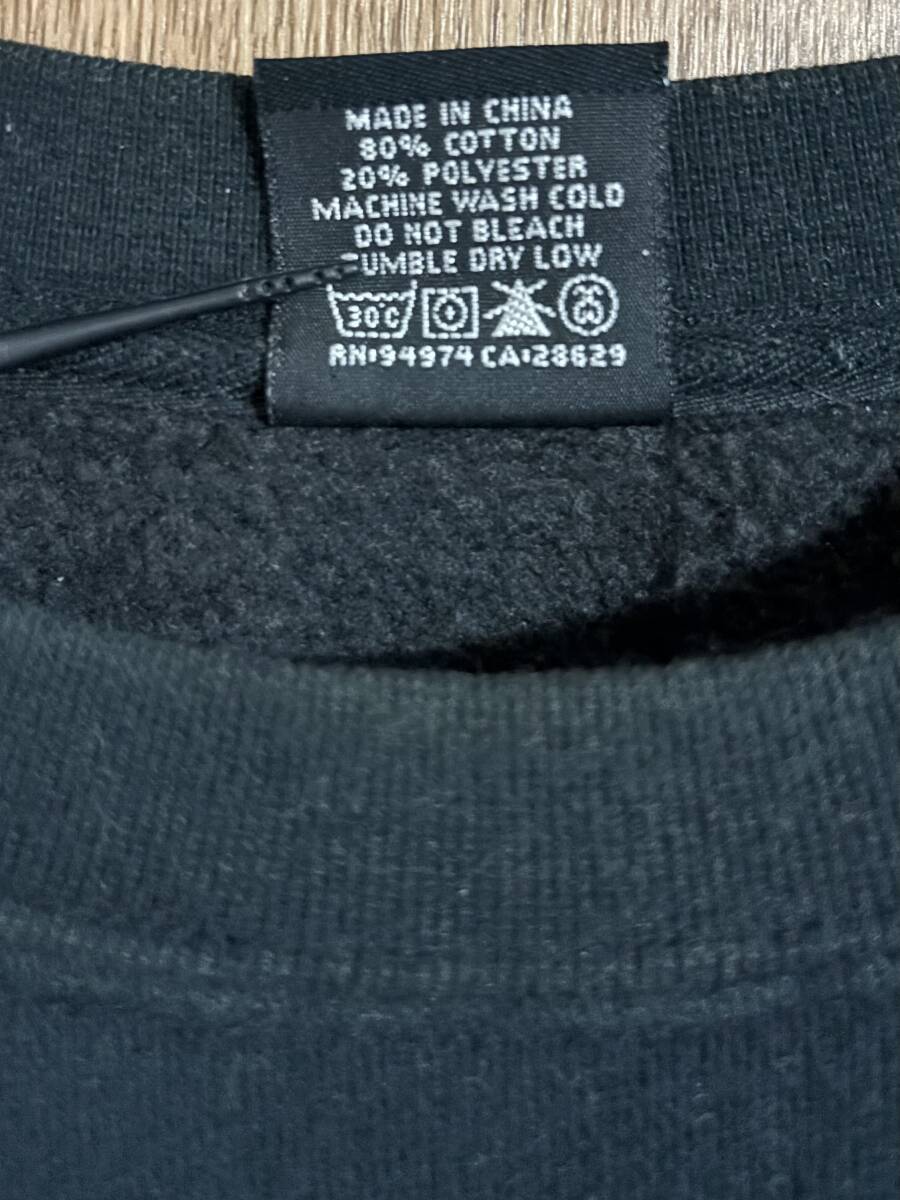 MADE IN CHINA
80% COTTON
20% POLYESTER
MACHINE WASH COLD
DO NOT BLEACH
TUMBLE DRY LOW
30C
RN:94974 CA:28629